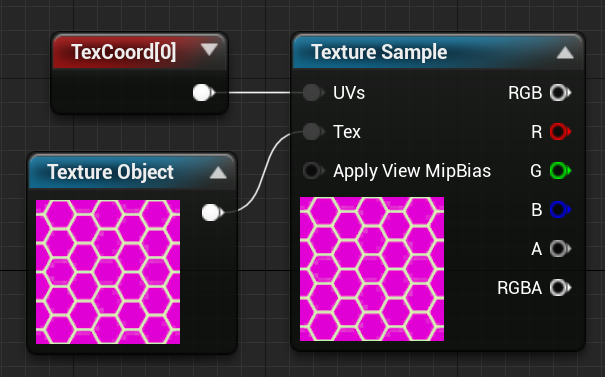 TexCoord[0]
Texture Object
Texture Sample
UVs
RGB
Tex
R
Apply View MipBias
G
B
A
RGBA